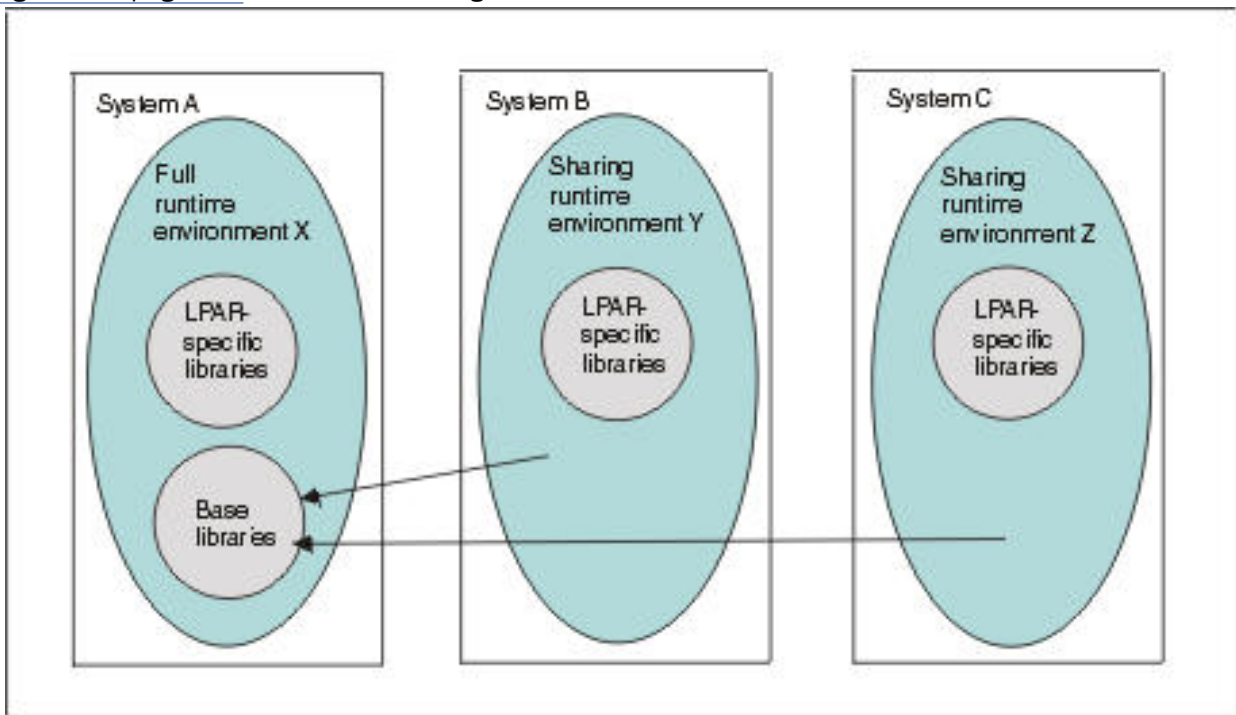 System A
Full
runtime
environment X
LPAR-
specific
libraries
Base
libraries
System B
Sharing
runtime
environment Y
LPAR-
specific
libraries
System C
Sharing
runtime
environment Z
LPAR-
specific
libraries